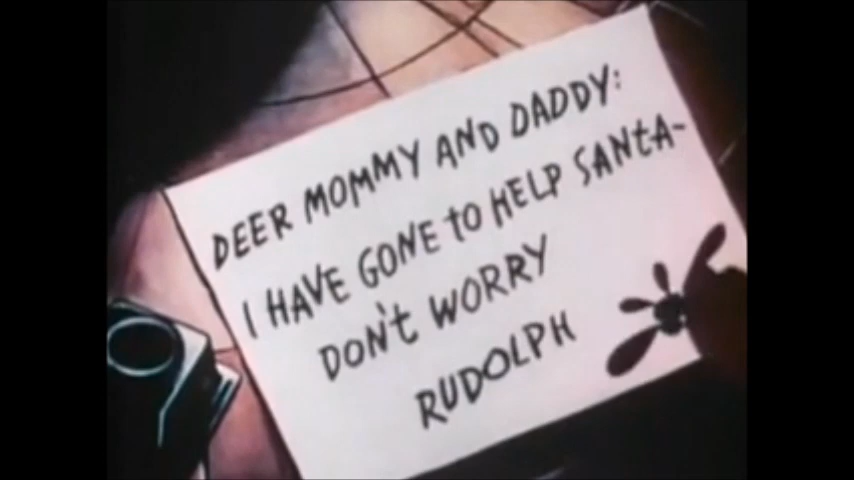 DEER MOMMY AND DADDY:
I HAVE GONE to HELP SANtA-
DON't WORRY
RUDOLPH